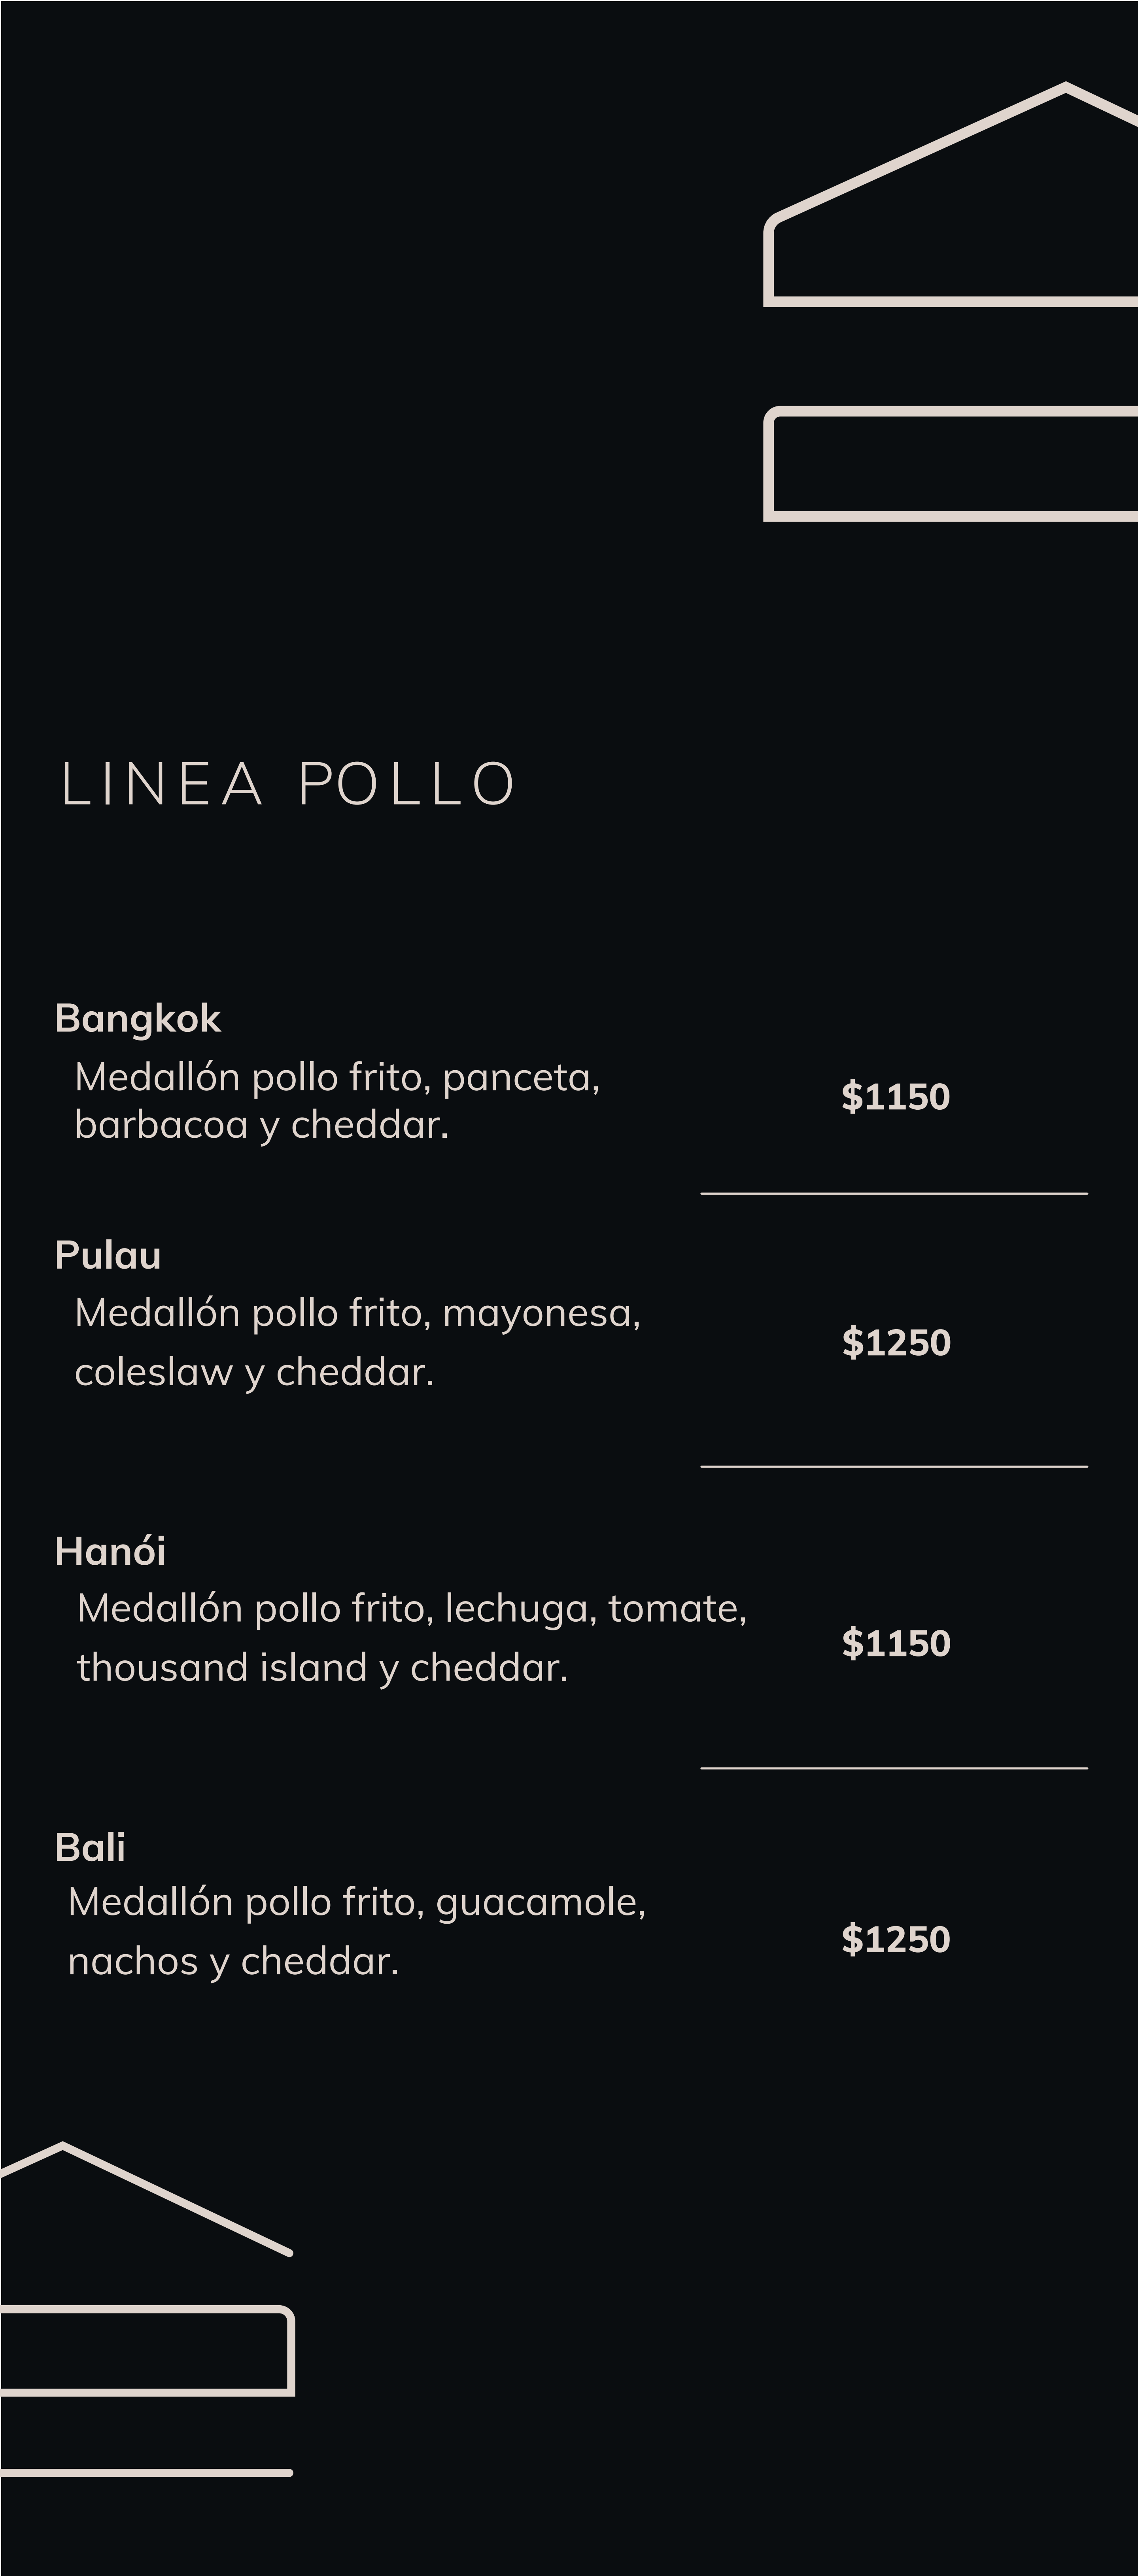 LINEA POLLO
Bangkok
Medallón pollo frito, panceta,
barbacoa y cheddar.
$1150
Pulau
Medallón pollo frito, mayonesa,
coleslaw y cheddar.
$1250
Hanói
Medallón pollo frito, lechuga, tomate,
thousand island y cheddar.
$1150
Bali
Medallón pollo frito, guacamole,
nachos y cheddar.
$1250